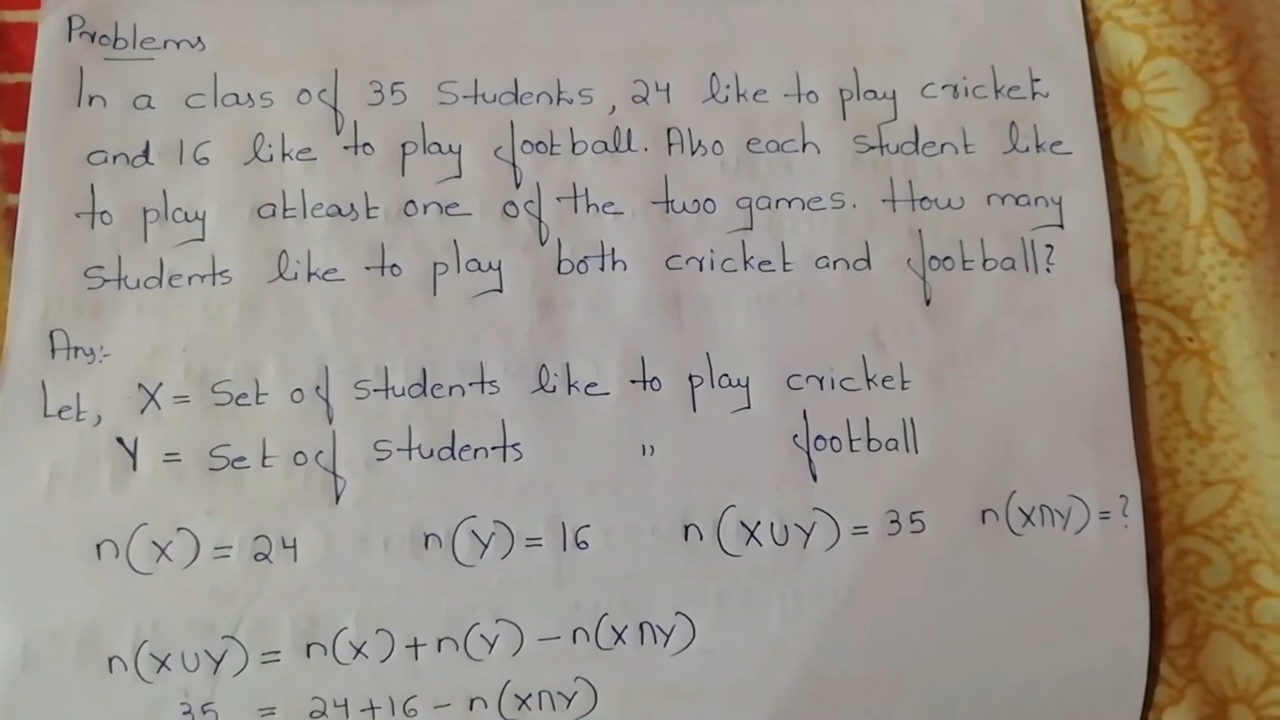 Problems
In a class of 35 Students, 24 like to play cricket
and 16 like to play football. Also each student like
to play atleast one of the two games. How many
students like to play both cricket and football?
Ans:-
Let, X = Set of students like to play cricket
Y = Set of students " football
n(X) = 24 n(Y) = 16 n(X∪Y) = 35 n(X∩Y) = ?
n(X∪Y) = n(X) + n(Y) - n(X∩Y)
35 = 24+16 - n(X∩Y)